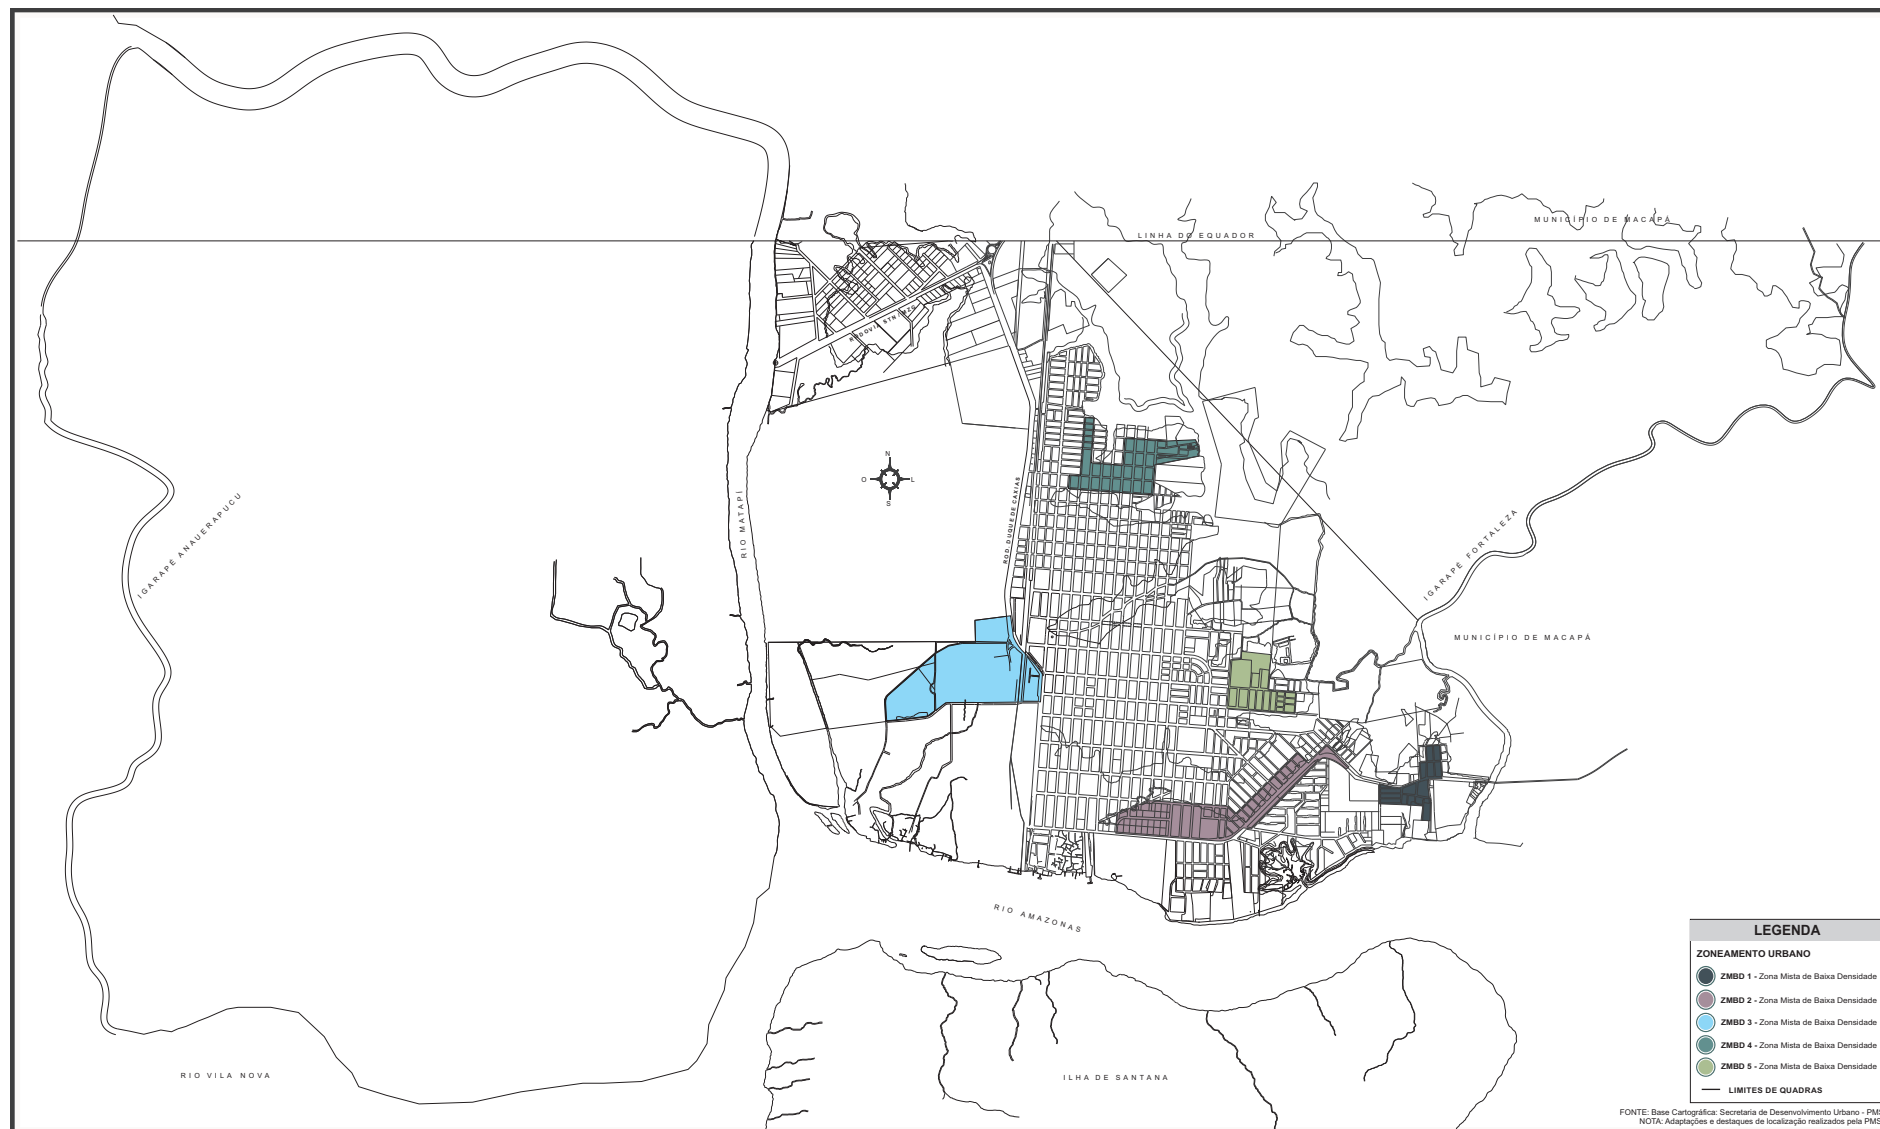 MUNICÍPIO DE MACAPÁ
LINHA DO EQUADOR
RODOVIA
N
O
L
S
ROD. DUQUE DE CAXIAS
RIO MATAPÍ
IGARAPÉ ANAUERAPUCU
IGARAPÉ FORTALEZA
MUNICÍPIO DE MACAPÁ
RIO AMAZONAS
RIO VILA NOVA
ILHA DE SANTANA
LEGENDA
ZONEAMENTO URBANO
ZMBD 1 - Zona Mista de Baixa Densidade
ZMBD 2 - Zona Mista de Baixa Densidade
ZMBD 3 - Zona Mista de Baixa Densidade
ZMBD 4 - Zona Mista de Baixa Densidade
ZMBD 5 - Zona Mista de Baixa Densidade
LIMITES DE QUADRAS
FONTE: Base Cartográfica: Secretaria de Desenvolvimento Urbano - PMS
NOTA: Adaptações e destaques de localização realizados pela PMS